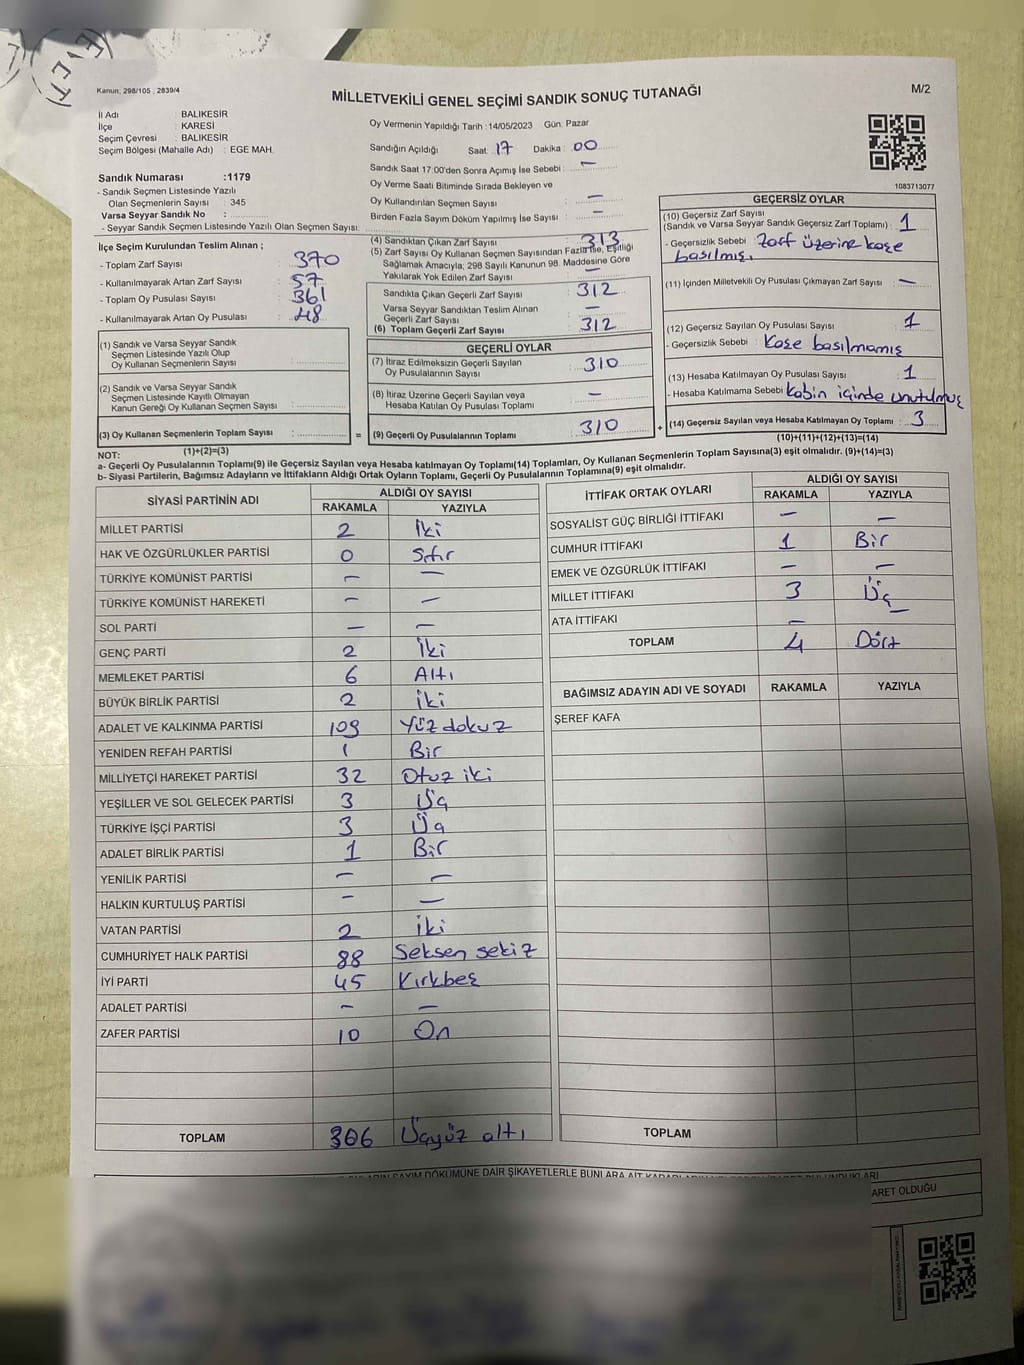 Kanun; 298/105 , 2839/4
MİLLETVEKİLİ GENEL SEÇİMİ SANDIK SONUÇ TUTANAĞI
M/2
İl Adı BALIKESİR
İlçe : KARESİ
Seçim Çevresi : BALIKESİR
Seçim Bölgesi (Mahalle Adı) : EGE MAH.
Sandık Numarası :1179
- Sandık Seçmen Listesinde Yazılı
Olan Seçmenlerin Sayısı : 345
Varsa Seyyar Sandık No :
- Seyyar Sandık Seçmen Listesinde Yazılı Olan Seçmen Sayısı:
Oy Vermenin Yapıldığı Tarih :14/05/2023 Gün: Pazar
Sandığın Açıldığı Saat: 17 Dakika : 00
Sandık Saat 17:00'den Sonra Açımış İse Sebebi : —
Oy Verme Saati Bitiminde Sırada Bekleyen ve
Oy Kullandırılan Seçmen Sayısı —
Birden Fazla Sayım Döküm Yapılmış İse Sayısı : —
1083713077
İlçe Seçim Kurulundan Teslim Alınan ;
- Toplam Zarf Sayısı : 370
- Kullanılmayarak Artan Zarf Sayısı : 57
- Toplam Oy Pusulası Sayısı : 361
- Kullanılmayarak Artan Oy Pusulası : 48
(1) Sandık ve Varsa Seyyar Sandık
Seçmen Listesinde Yazılı Olup
Oy Kullanan Seçmenlerin Sayısı :
(2) Sandık ve Varsa Seyyar Sandık
Seçmen Listesinde Kayıtlı Olmayan
Kanun Gereği Oy Kullanan Seçmen Sayısı :
(3) Oy Kullanan Seçmenlerin Toplam Sayısı :
(1)+(2)=(3)
(4) Sandıktan Çıkan Zarf Sayısı : 313
(5) Zarf Sayısı Oy Kullanan Seçmen Sayısından Fazla İse, Eşitliği
Sağlamak Amacıyla, 298 Sayılı Kanunun 98. Maddesine Göre
Yakılarak Yok Edilen Zarf Sayısı : —
Sandıkta Çıkan Geçerli Zarf Sayısı : 312
Varsa Seyyar Sandıktan Teslim Alınan
Geçerli Zarf Sayısı : —
(6) Toplam Geçerli Zarf Sayısı : 312
GEÇERLİ OYLAR
(7) İtiraz Edilmeksizin Geçerli Sayılan
Oy Pusulalarının Sayısı : 310
(8) İtiraz Üzerine Geçerli Sayılan veya
Hesaba Katılan Oy Pusulası Toplamı : —
= (9) Geçerli Oy Pusulalarının Toplamı : 310
GEÇERSİZ OYLAR
(10) Geçersiz Zarf Sayısı
(Sandık ve Varsa Seyyar Sandık Geçersiz Zarf Toplamı) : 1
- Geçersizlik Sebebi : Zarf üzerine kaşe
basılmış.
(11) İçinden Milletvekili Oy Pusulası Çıkmayan Zarf Sayısı : —
(12) Geçersiz Sayılan Oy Pusulası Sayısı : 1
- Geçersizlik Sebebi : Kaşe basılmamış
(13) Hesaba Katılmayan Oy Pusulası Sayısı : 1
- Hesaba Katılmama Sebebi : Kabin içinde unutulmuş
+ (14) Geçersiz Sayılan veya Hesaba Katılmayan Oy Toplamı : 3
(10)+(11)+(12)+(13)=(14)
NOT:
a- Geçerli Oy Pusulalarının Toplamı(9) ile Geçersiz Sayılan veya Hesaba katılmayan Oy Toplamı(14) Toplamları, Oy Kullanan Seçmenlerin Toplam Sayısına(3) eşit olmalıdır. (9)+(14)=(3)
b- Siyasi Partilerin, Bağımsız Adayların ve İttifakların Aldığı Ortak Oyların Toplamı, Geçerli Oy Pusulalarının Toplamına(9) eşit olmalıdır.
SİYASİ PARTİNİN ADI ALDIĞI OY SAYISI
RAKAMLA YAZIYLA
MİLLET PARTİSİ 2 İki
HAK VE ÖZGÜRLÜKLER PARTİSİ 0 Sıfır
TÜRKİYE KOMÜNİST PARTİSİ — —
TÜRKİYE KOMÜNİST HAREKETİ — —
SOL PARTİ — —
GENÇ PARTİ 2 İki
MEMLEKET PARTİSİ 6 Altı
BÜYÜK BİRLİK PARTİSİ 2 İki
ADALET VE KALKINMA PARTİSİ 109 Yüz dokuz
YENİDEN REFAH PARTİSİ 1 Bir
MİLLİYETÇİ HAREKET PARTİSİ 32 Otuz iki
YEŞİLLER VE SOL GELECEK PARTİSİ 3 Üç
TÜRKİYE İŞÇİ PARTİSİ 3 Üç
ADALET BİRLİK PARTİSİ 1 Bir
YENİLİK PARTİSİ — —
HALKIN KURTULUŞ PARTİSİ — —
VATAN PARTİSİ 2 İki
CUMHURİYET HALK PARTİSİ 88 Seksen sekiz
İYİ PARTİ 45 Kırkbeş
ADALET PARTİSİ — —
ZAFER PARTİSİ 10 On
TOPLAM 306 Üçyüz altı
İTTİFAK ORTAK OYLARI ALDIĞI OY SAYISI
RAKAMLA YAZIYLA
SOSYALİST GÜÇ BİRLİĞİ İTTİFAKI — —
CUMHUR İTTİFAKI 1 Bir
EMEK VE ÖZGÜRLÜK İTTİFAKI — —
MİLLET İTTİFAKI 3 Üç
ATA İTTİFAKI — —
TOPLAM 4 Dört
BAĞIMSIZ ADAYIN ADI VE SOYADI RAKAMLA YAZIYLA
ŞEREF KAFA
TOPLAM
SAYIM DÖKÜMÜNE DAİR ŞİKAYETLERLE BUNLARA AİT
ARET OLDUĞU